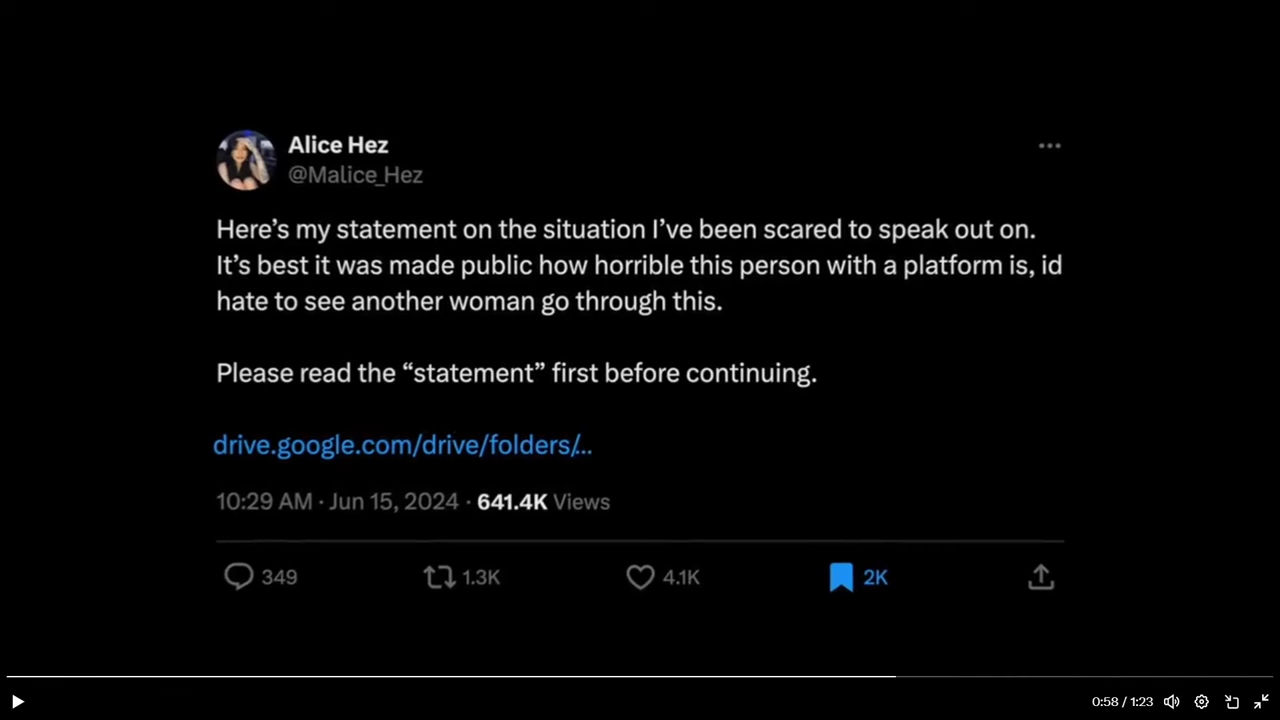 Alice Hez
@Malice_Hez
Here’s my statement on the situation I’ve been scared to speak out on.
It’s best it was made public how horrible this person with a platform is, id
hate to see another woman go through this.
Please read the “statement” first before continuing.
drive.google.com/drive/folders/...
10:29 AM · Jun 15, 2024 · 641.4K Views
349 1.3K 4.1K 2K
0:58 / 1:23